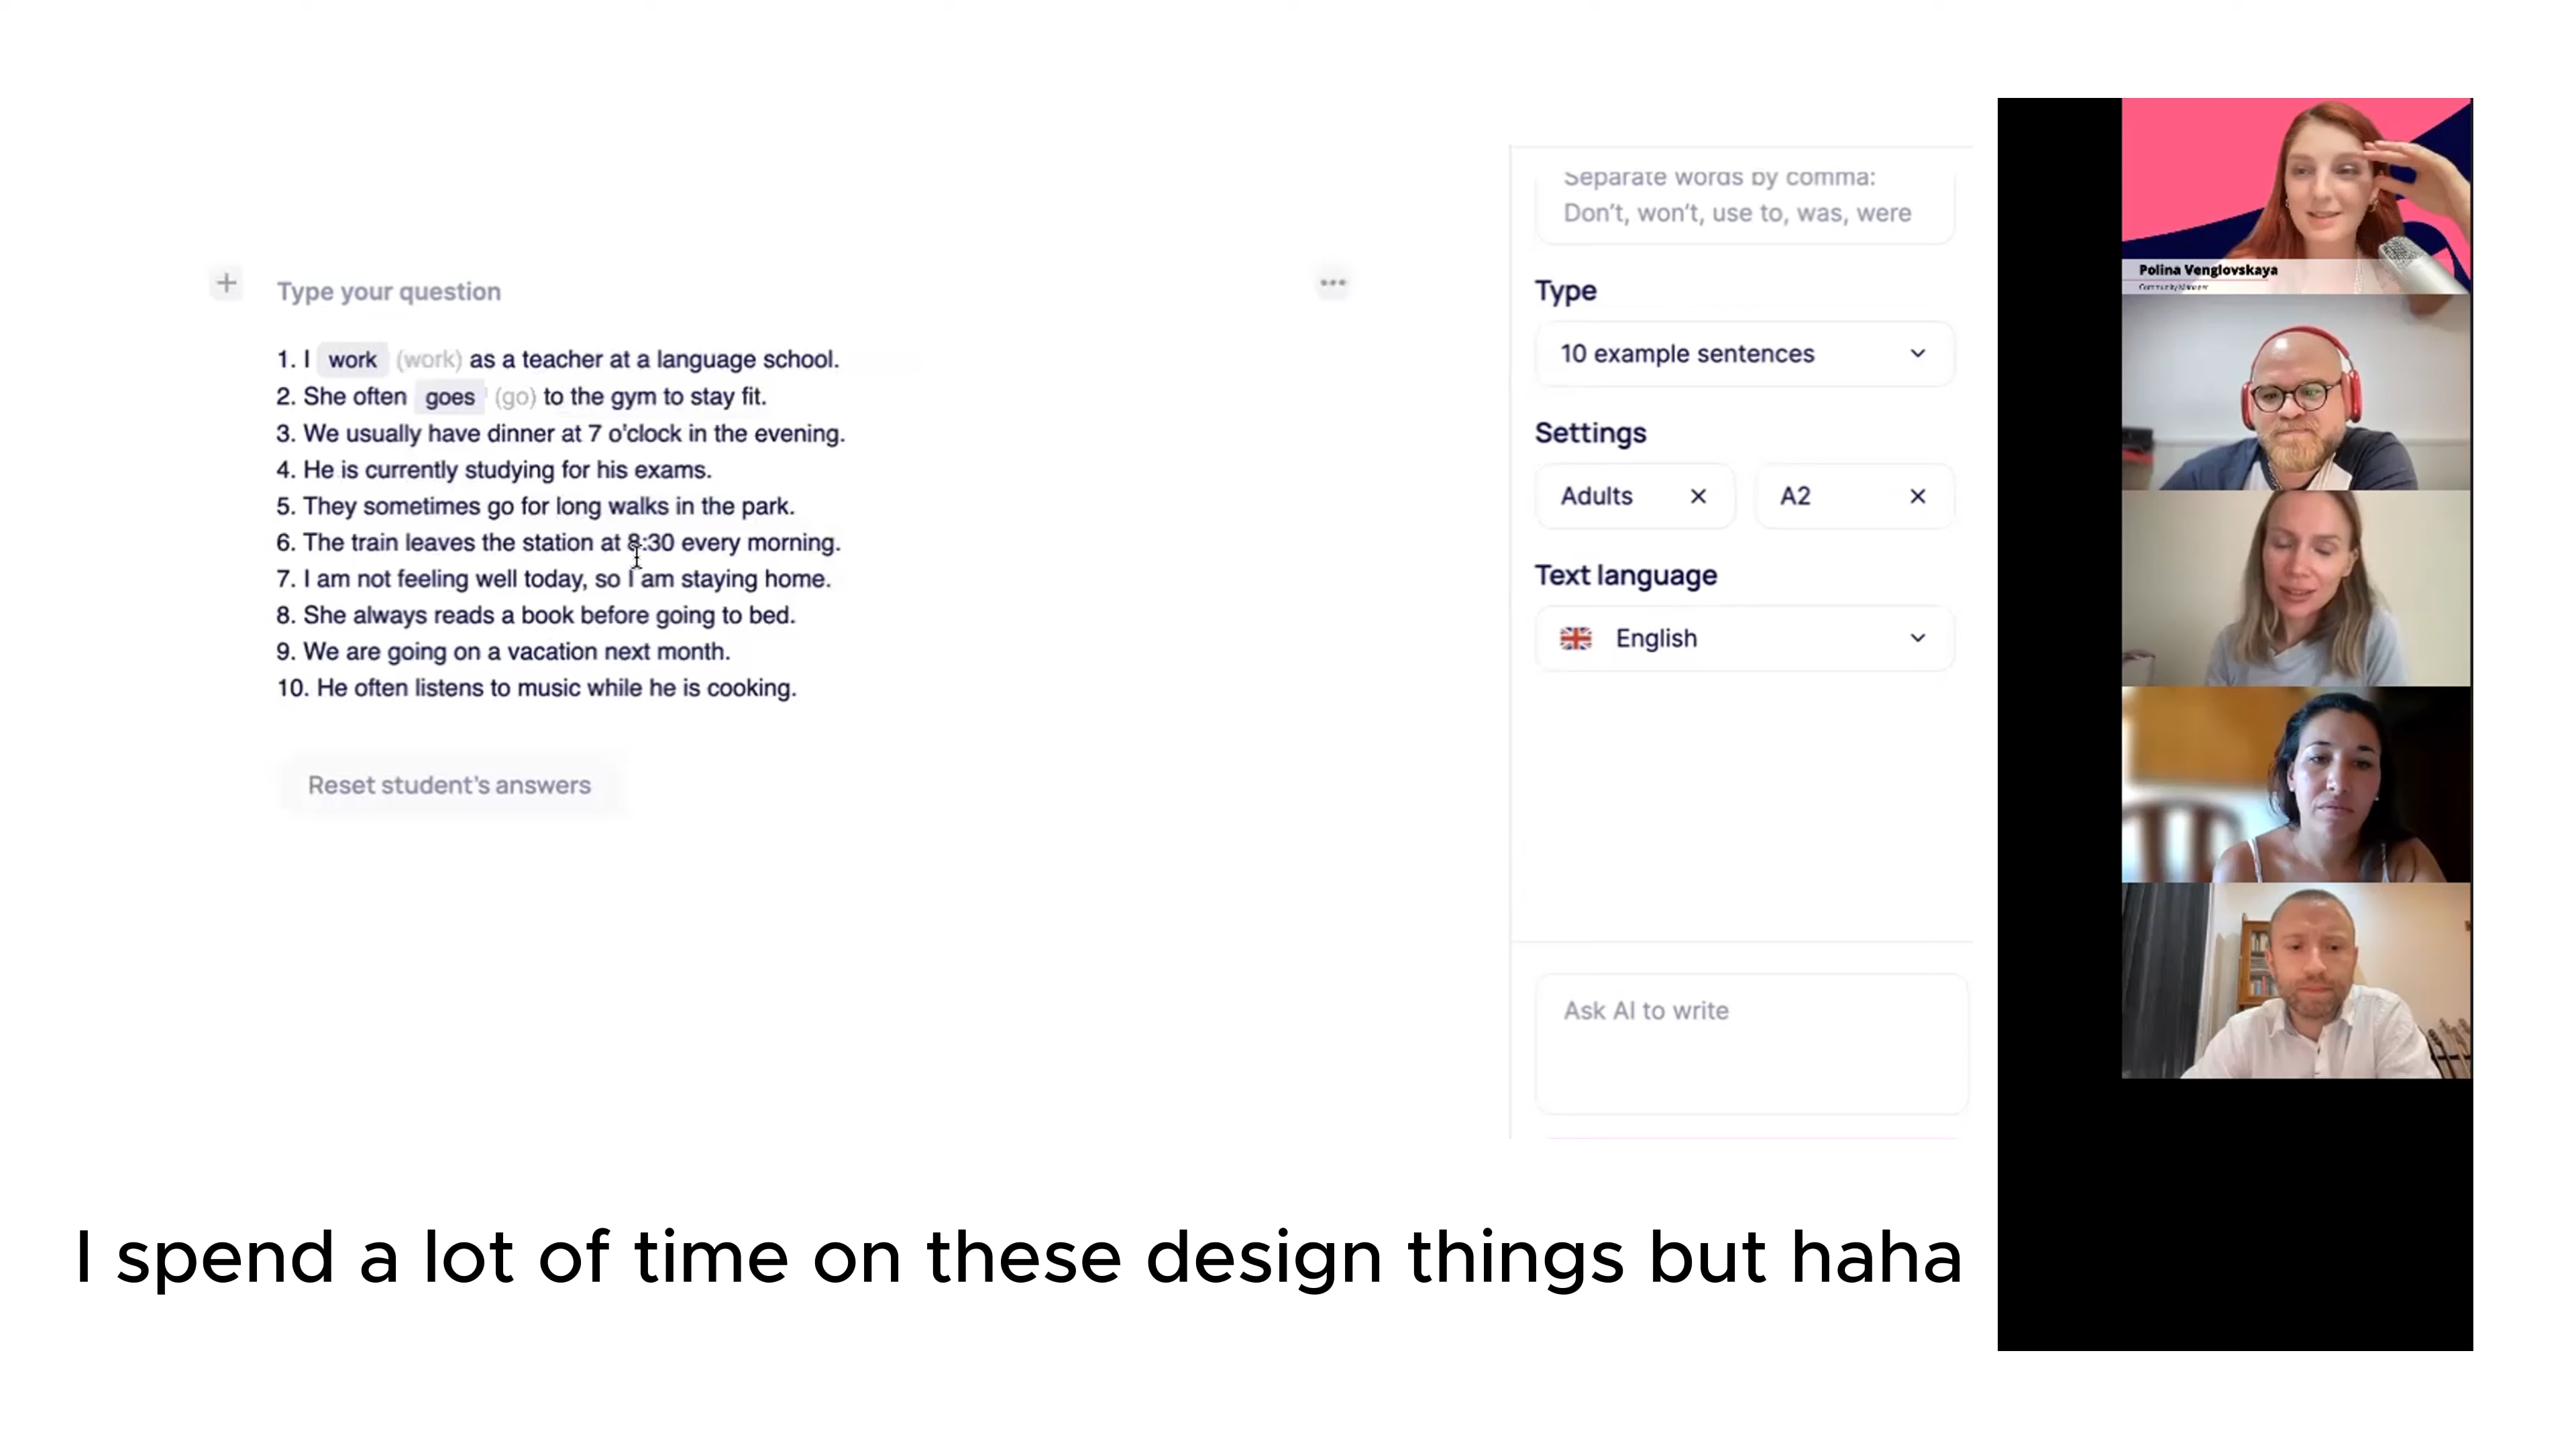 Type your question
1. I work (work) as a teacher at a language school.
2. She often goes (go) to the gym to stay fit.
3. We usually have dinner at 7 o'clock in the evening.
4. He is currently studying for his exams.
5. They sometimes go for long walks in the park.
6. The train leaves the station at 8:30 every morning.
7. I am not feeling well today, so I am staying home.
8. She always reads a book before going to bed.
9. We are going on a vacation next month.
10. He often listens to music while he is cooking.
Reset student's answers
Separate words by comma:
Don't, won't, use to, was, were
Type
10 example sentences
Settings
Adults
A2
Text language
English
Ask AI to write
Polina Venglovskaya
Community Manager
I spend a lot of time on these design things but haha